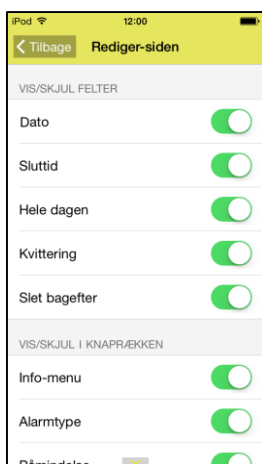 iPod 12:00
Tilbage Rediger-siden
VIS/SKJUL FELTER
Dato
Sluttid
Hele dagen
Kvittering
Slet bagefter
VIS/SKJUL I KNAPRÆKKEN
Info-menu
Alarmtype
Påmindelse